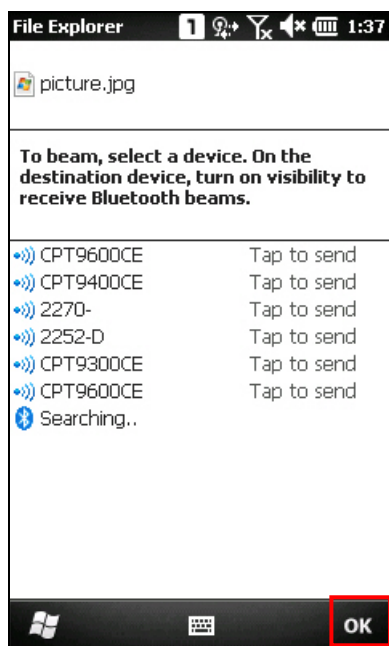 File Explorer 1 1:37
picture.jpg
To beam, select a device. On the
destination device, turn on visibility to
receive Bluetooth beams.
CPT9600CE Tap to send
CPT9400CE Tap to send
2270- Tap to send
2252-D Tap to send
CPT9300CE Tap to send
CPT9600CE Tap to send
Searching..
OK